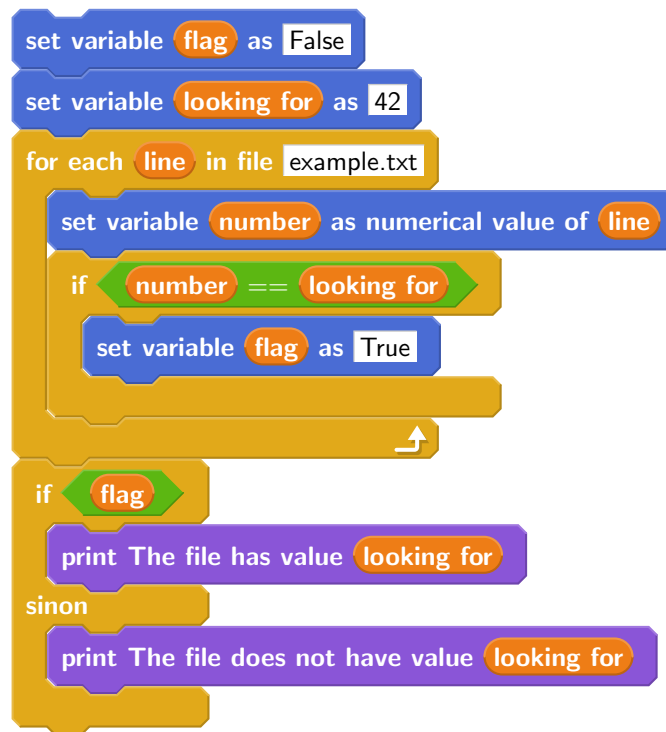 set variable flag as False
set variable looking for as 42
for each line in file example.txt
set variable number as numerical value of line
if number == looking for
set variable flag as True
if flag
print The file has value looking for
sinon
print The file does not have value looking for